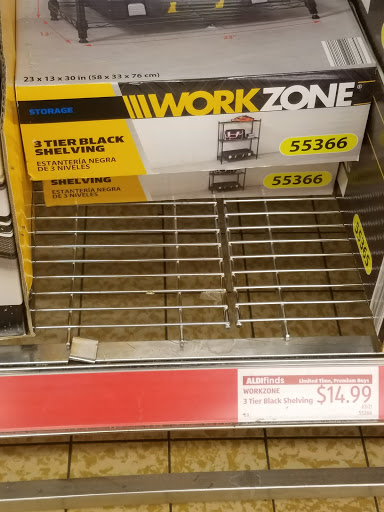 23 x 13 x 30 in (58 x 33 x 76 cm)
STORAGE
WORKZONE®
3 TIER BLACK
SHELVING
ESTANTERÍA NEGRA
DE 3 NIVELES
55366
SHELVING
ESTANTERÍA NEGRA
DE 3 NIVELES
55366
55366
ALDIfinds
Limited Time, Premium Buys
WORKZONE
3 Tier Black Shelving
$14.99